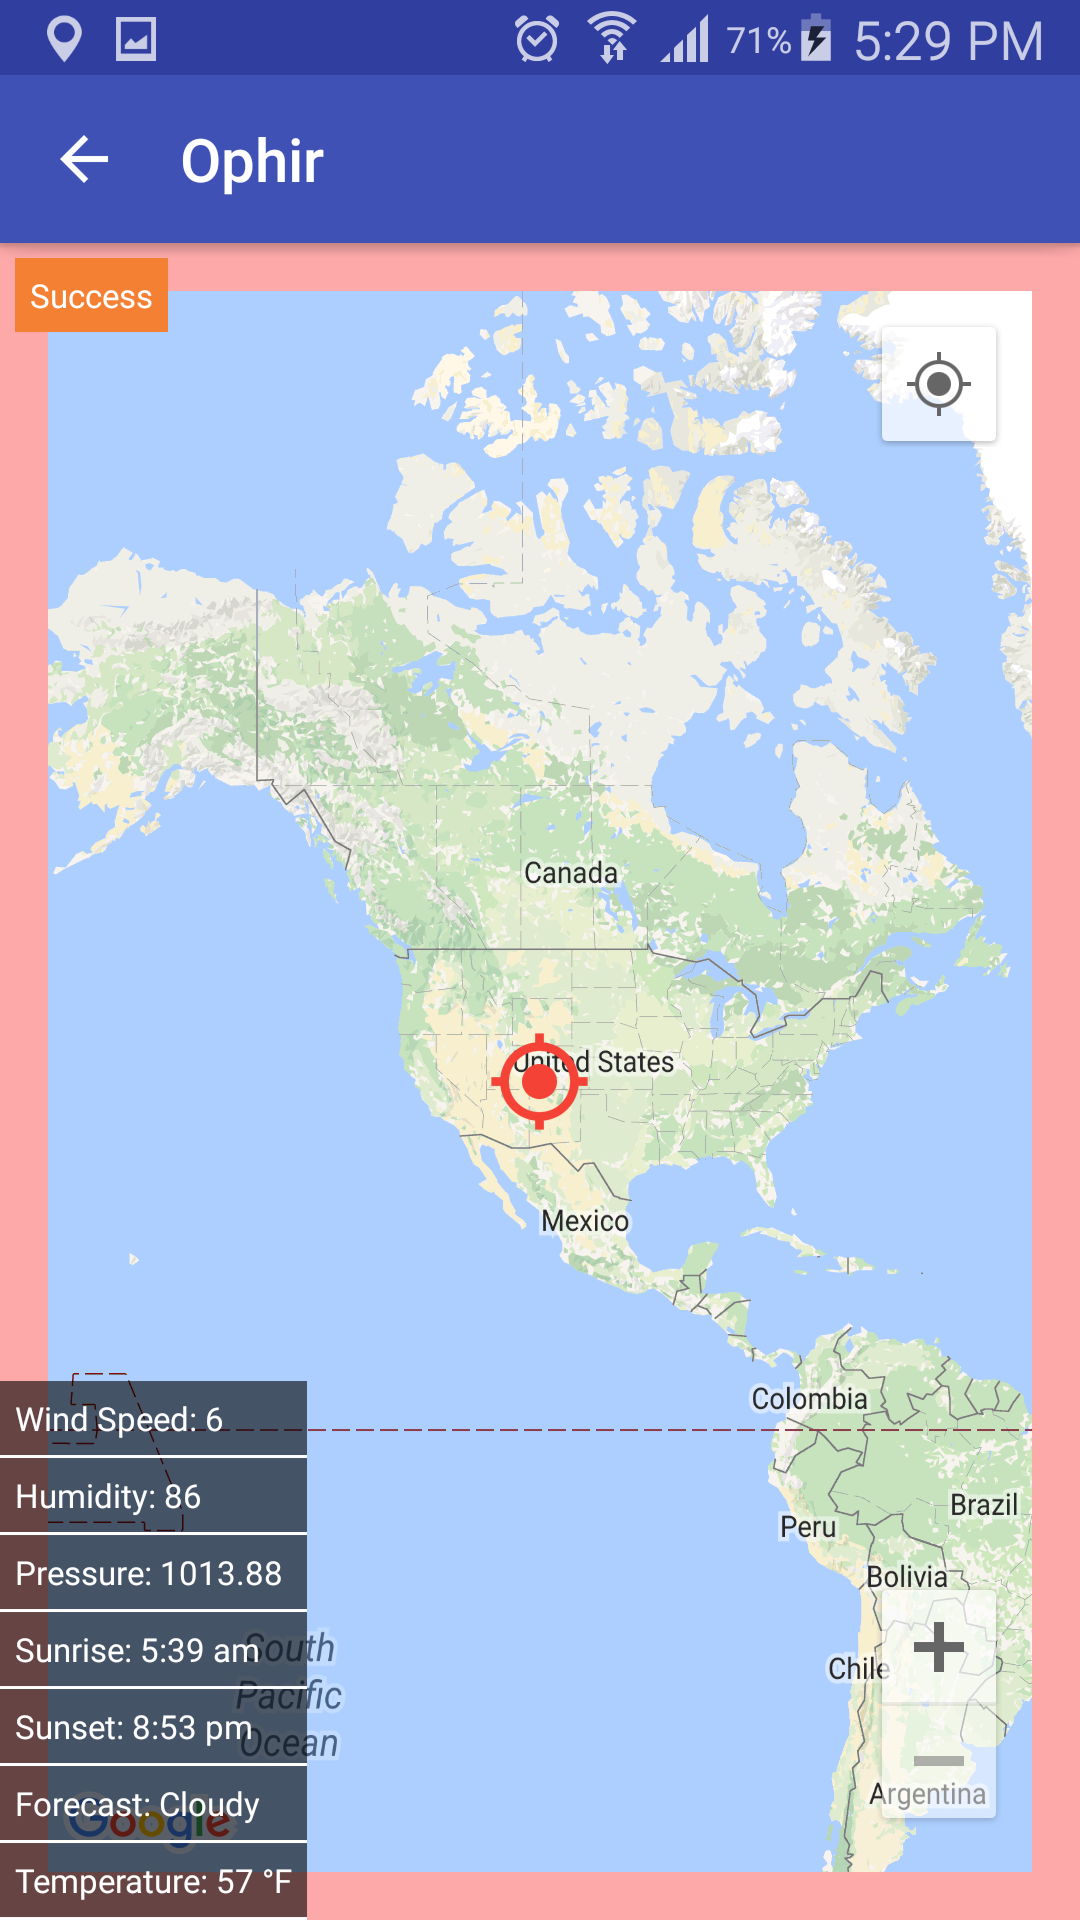 71% 5:29 PM
Ophir
Success
Canada
United States
Mexico
Colombia
Brazil
Peru
Bolivia
Chile
Argentina
South
Pacific
Ocean
Wind Speed: 6
Humidity: 86
Pressure: 1013.88
Sunrise: 5:39 am
Sunset: 8:53 pm
Forecast: Cloudy
Google
Temperature: 57 °F